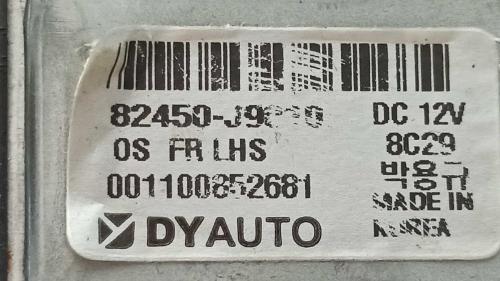 DC 12V
OS FR LHS 8C29
001100852681 박용규
MADE IN
DYAUTO KOREA